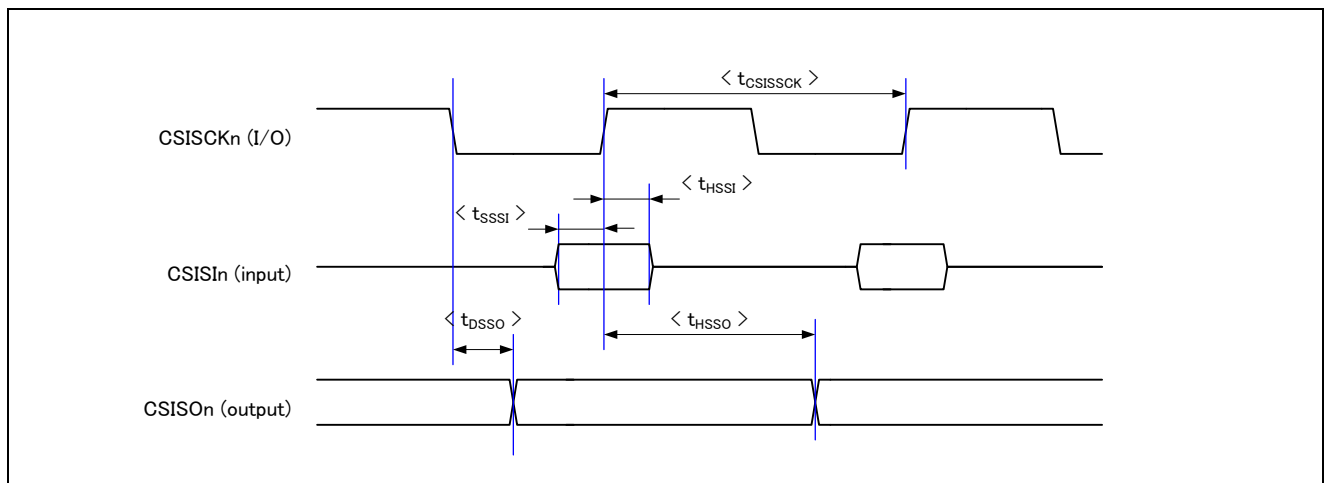 < tCSISSCK >
CSISCKn (I/O)
< tHSSI >
< tSSSI >
CSISIn (input)
< tDSSO >
< tHSSO >
CSISOn (output)